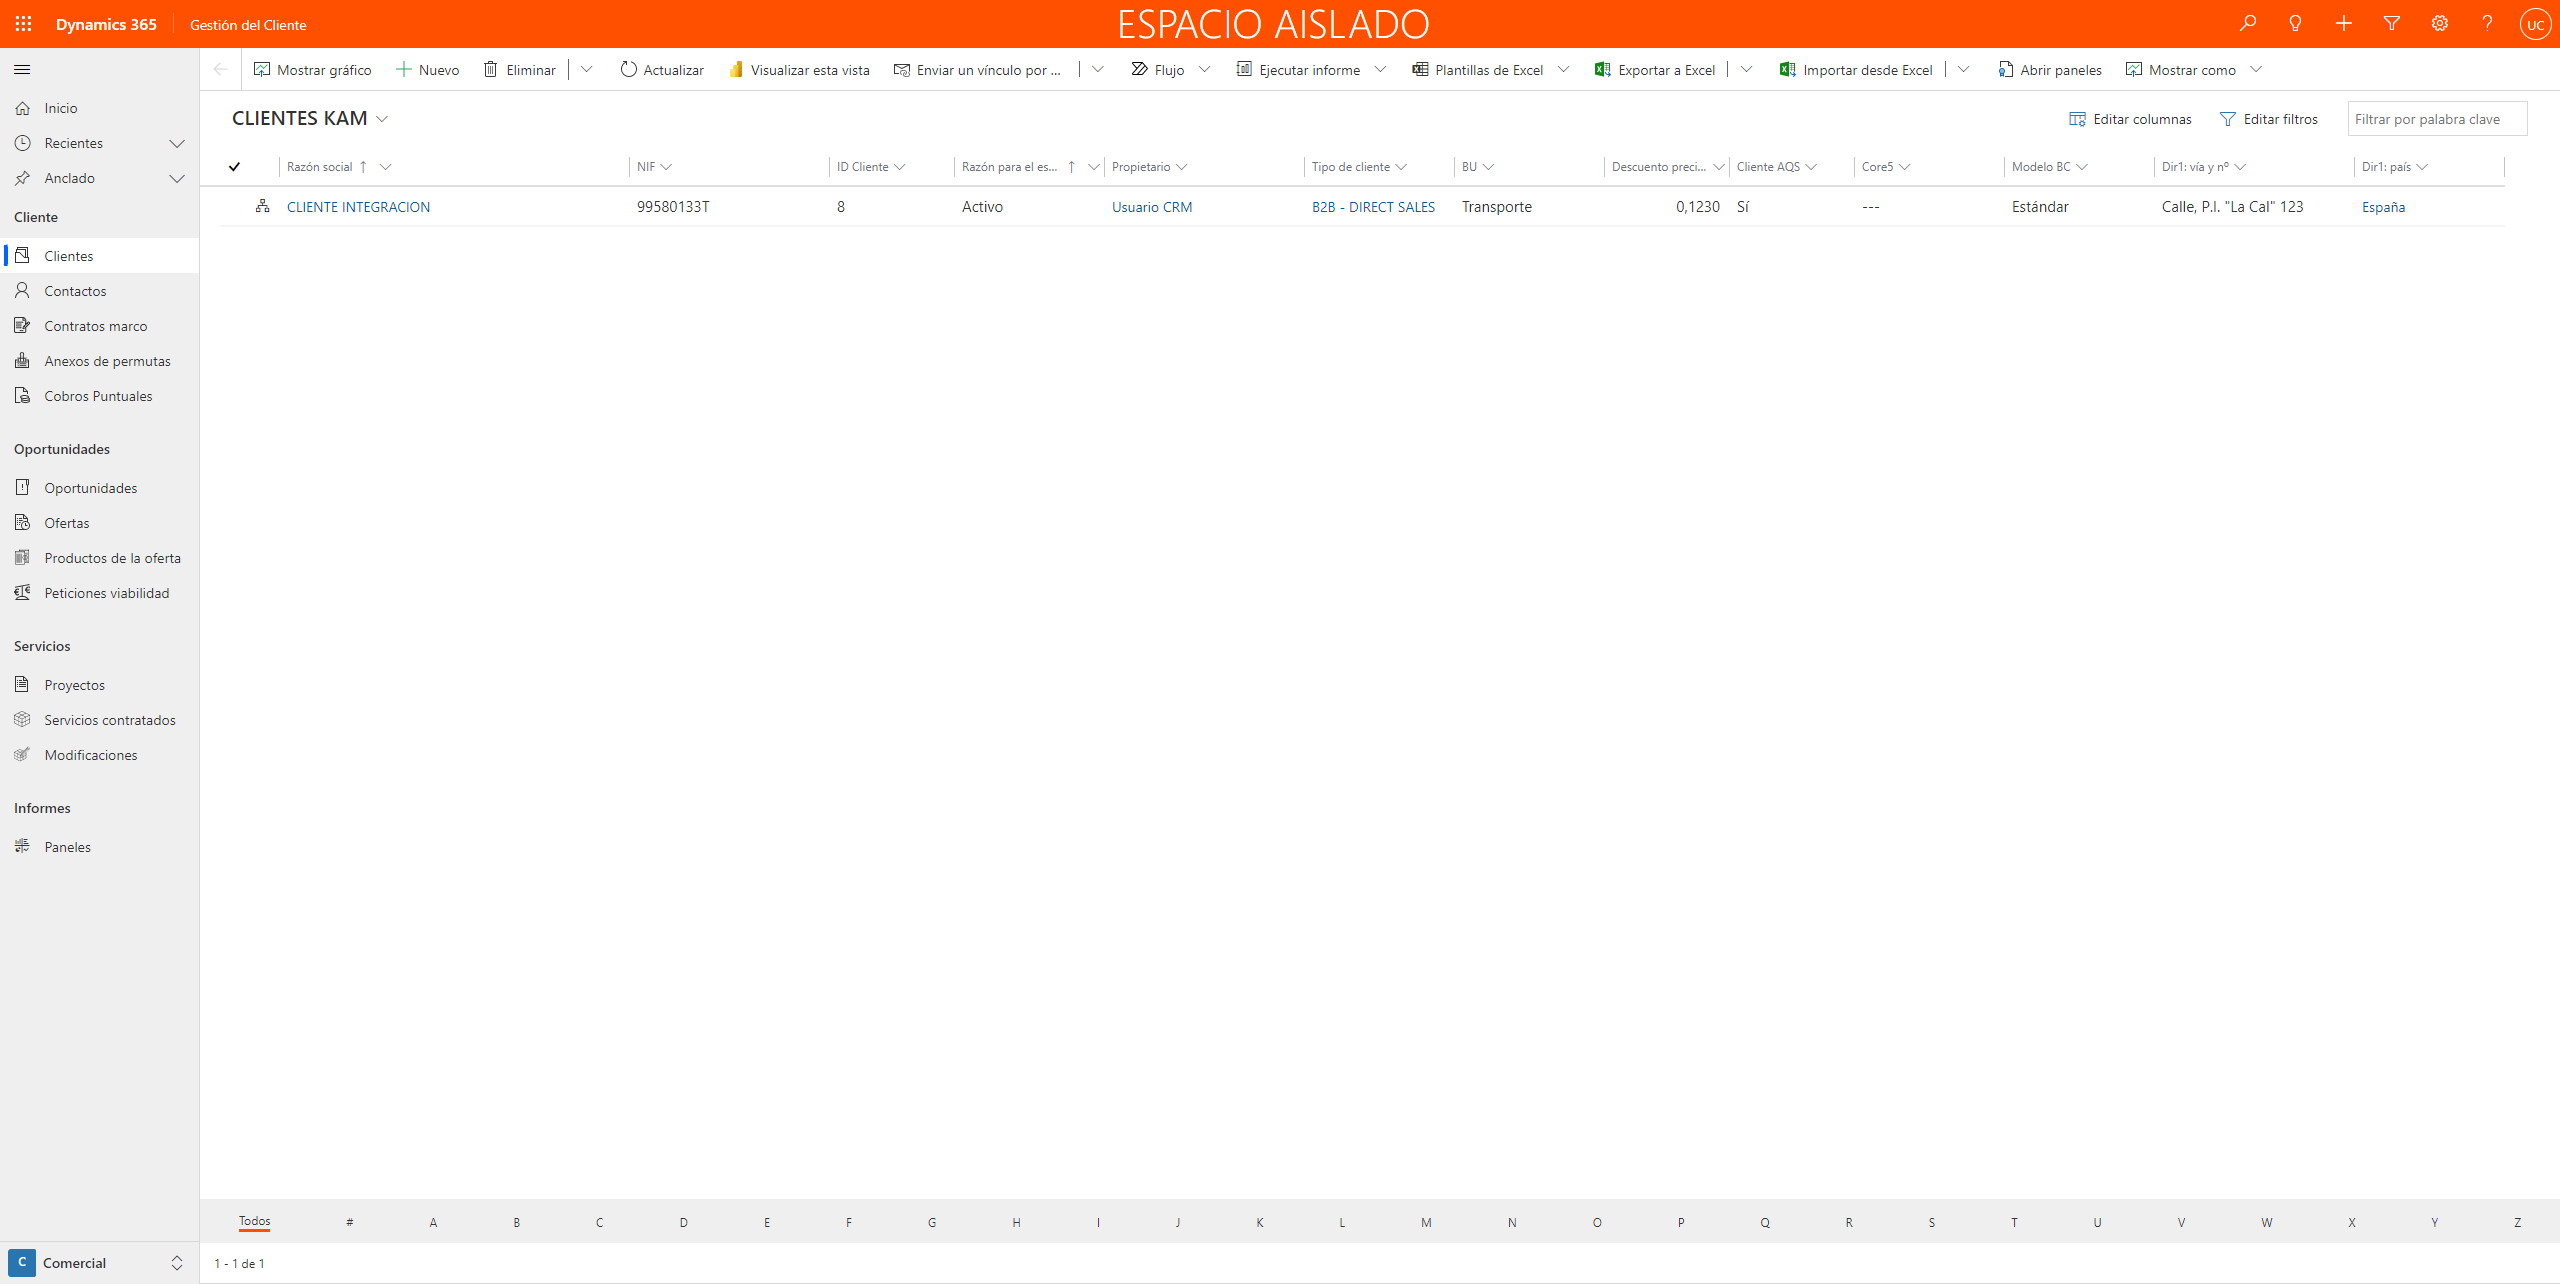 Dynamics 365
Gestión del Cliente
ESPACIO AISLADO
UC
Mostrar gráfico
Nuevo
Eliminar
Actualizar
Visualizar esta vista
Enviar un vínculo por ...
Flujo
Ejecutar informe
Plantillas de Excel
Exportar a Excel
Importar desde Excel
Abrir paneles
Mostrar como
Inicio
Recientes
Anclado
Cliente
Clientes
Contactos
Contratos marco
Anexos de permutas
Cobros Puntuales
Oportunidades
Oportunidades
Ofertas
Productos de la oferta
Peticiones viabilidad
Servicios
Proyectos
Servicios contratados
Modificaciones
Informes
Paneles
C
Comercial
CLIENTES KAM
Editar columnas
Editar filtros
Filtrar por palabra clave
Razón social ↑
NIF
ID Cliente
Razón para el es... ↑
Propietario
Tipo de cliente
BU
Descuento preci...
Cliente AQS
Core5
Modelo BC
Dir1: vía y nº
Dir1: país
CLIENTE INTEGRACION
99580133T
8
Activo
Usuario CRM
B2B - DIRECT SALES
Transporte
0,1230
Sí
---
Estándar
Calle, P.I. "La Cal" 123
España
Todos
#
A
B
C
D
E
F
G
H
I
J
K
L
M
N
O
P
Q
R
S
T
U
V
W
X
Y
Z
1 - 1 de 1